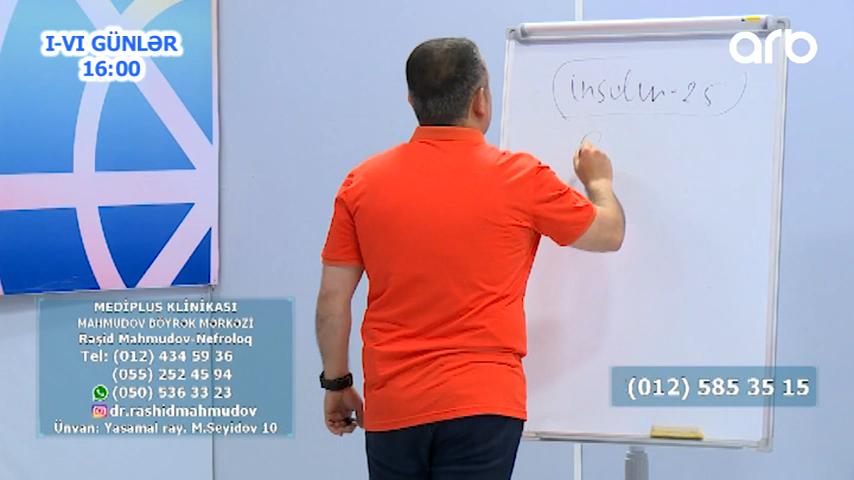 I-VI GÜNLƏR
16:00
arb
insulin-25
MEDİPLUS KLİNİKASI
MAHMUDOV BÖYRƏK MƏRKƏZİ
Rəşid Mahmudov-Nefroloq
Tel: (012) 434 59 36
(055) 252 45 94
(050) 536 33 23
dr.rashidmahmudov
Ünvan: Yasamal ray. M.Seyidov 10
(012) 585 35 15